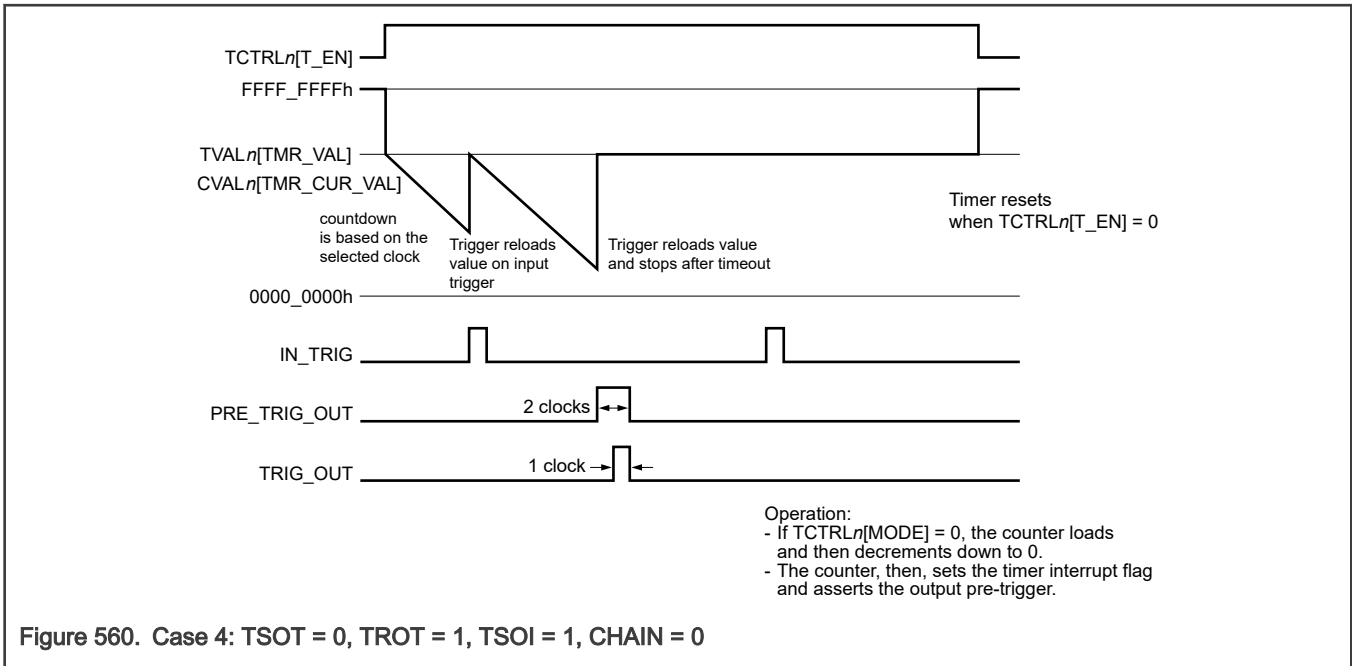 TCTRLn[T_EN]
FFFF_FFFFh
TVALn[TMR_VAL]
CVALn[TMR_CUR_VAL]
countdown
is based on the
selected clock
Trigger reloads
value on input
trigger
Trigger reloads value
and stops after timeout
Timer resets
when TCTRLn[T_EN] = 0
0000_0000h
IN_TRIG
PRE_TRIG_OUT
2 clocks
TRIG_OUT
1 clock
Operation:
- If TCTRLn[MODE] = 0, the counter loads
and then decrements down to 0.
- The counter, then, sets the timer interrupt flag
and asserts the output pre-trigger.
Figure 560. Case 4: TSOT = 0, TROT = 1, TSOI = 1, CHAIN = 0